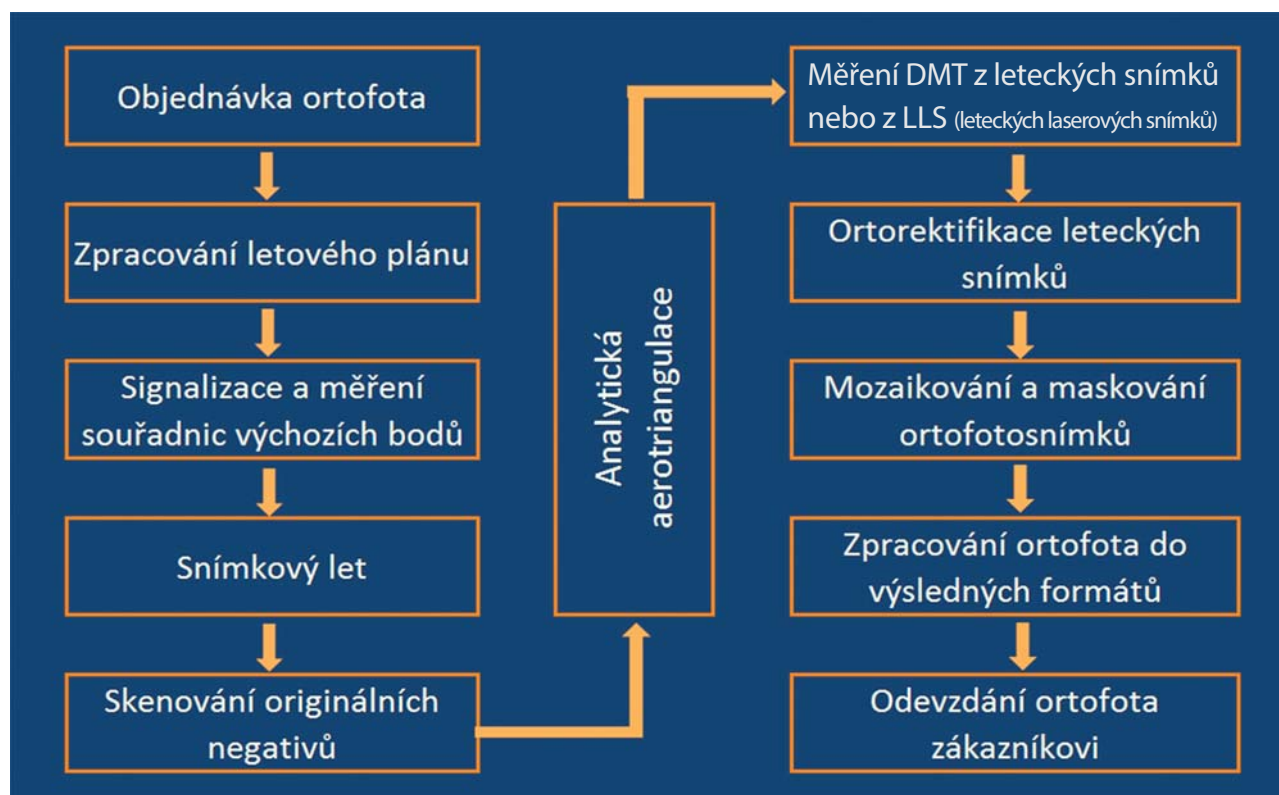 Objednávka ortofota
Zpracování letového plánu
Signalizace a měření
souřadnic výchozích bodů
Snímkový let
Skenování originálních
negativů
Analytická
aerotriangulace
Měření DMT z leteckých snímků
nebo z LLS (leteckých laserových snímků)
Ortorektifikace leteckých
snímků
Mozaikování a maskování
ortofotosnímků
Zpracování ortofota do
výsledných formátů
Odevzdání ortofota
zákazníkovi